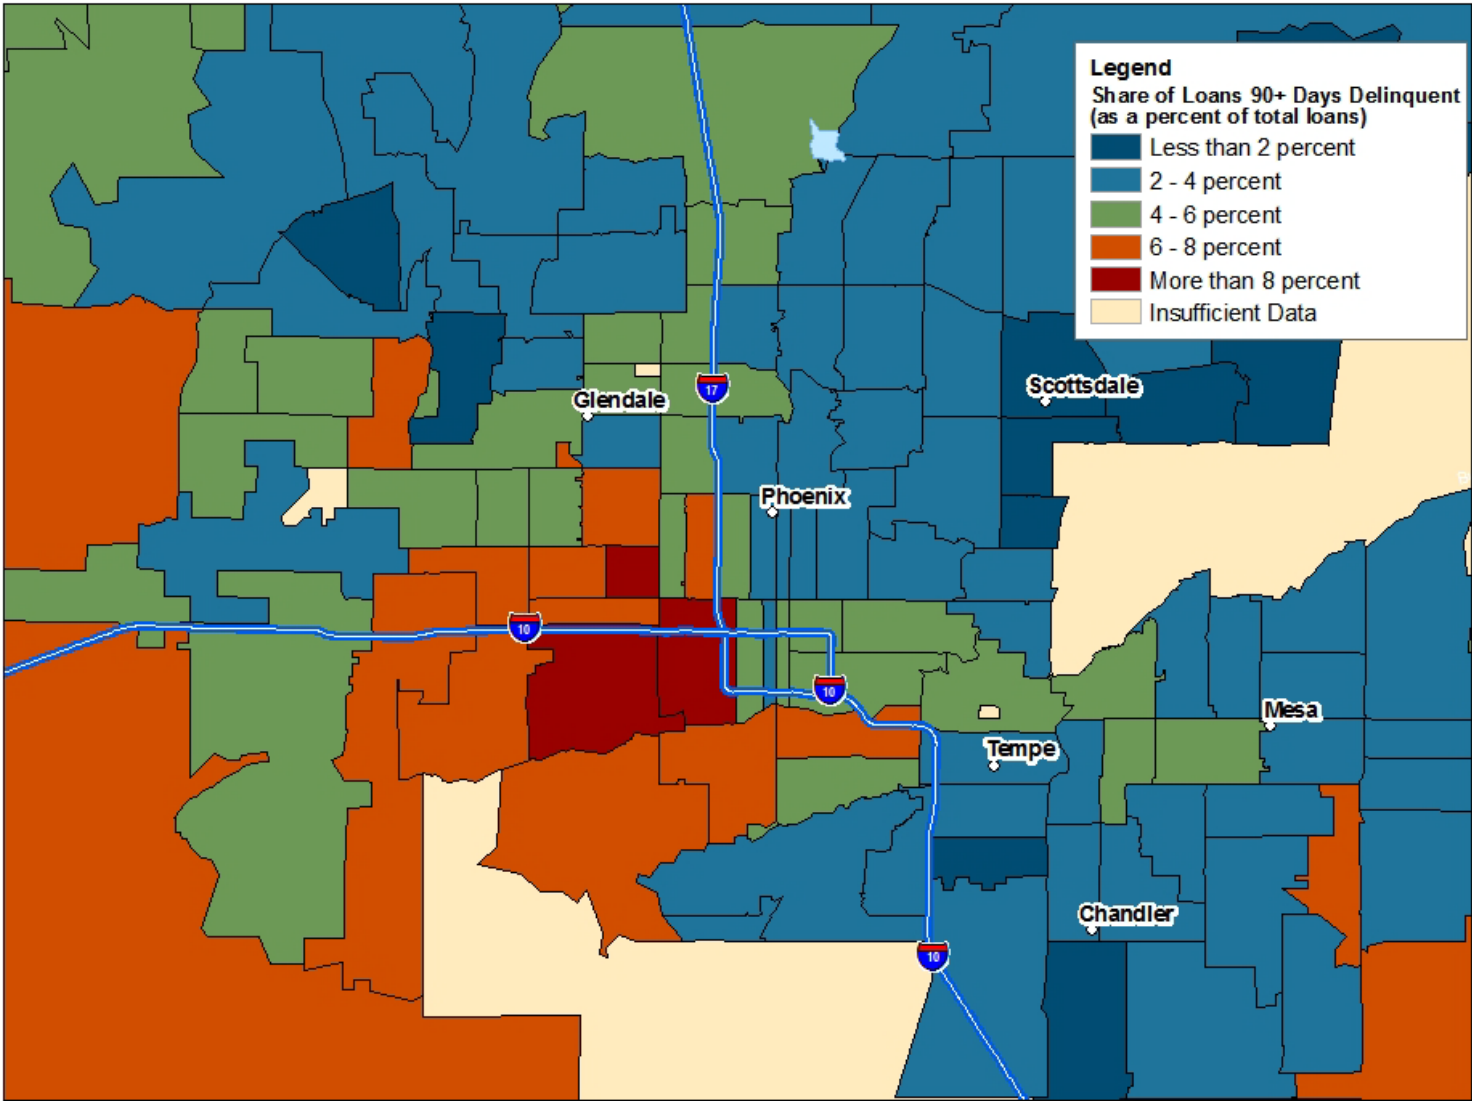 Legend
Share of Loans 90+ Days Delinquent
(as a percent of total loans)
Less than 2 percent
2 - 4 percent
4 - 6 percent
6 - 8 percent
More than 8 percent
Insufficient Data
17
Scottsdale
Glendale
Phoenix
10
10
Mesa
Tempe
Chandler
10